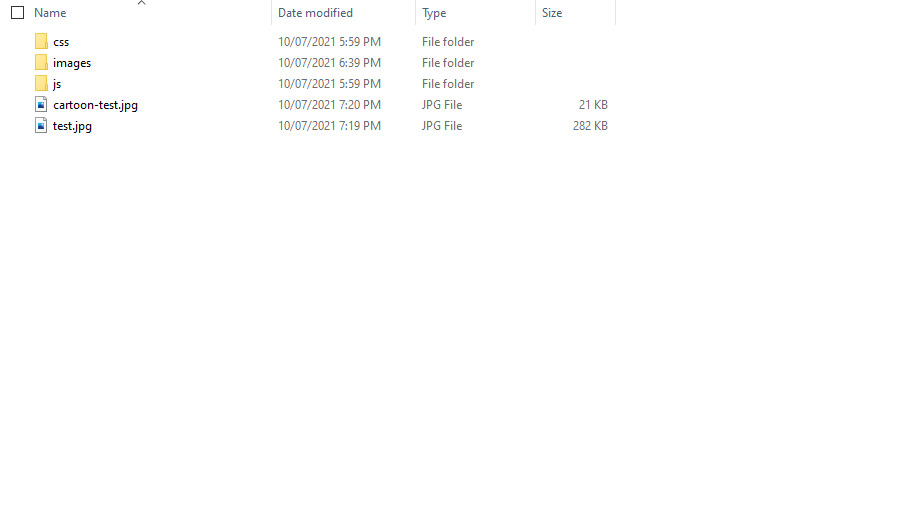 Name Date modified Type Size
css 10/07/2021 5:59 PM File folder
images 10/07/2021 6:39 PM File folder
js 10/07/2021 5:59 PM File folder
cartoon-test.jpg 10/07/2021 7:20 PM JPG File 21 KB
test.jpg 10/07/2021 7:19 PM JPG File 282 KB